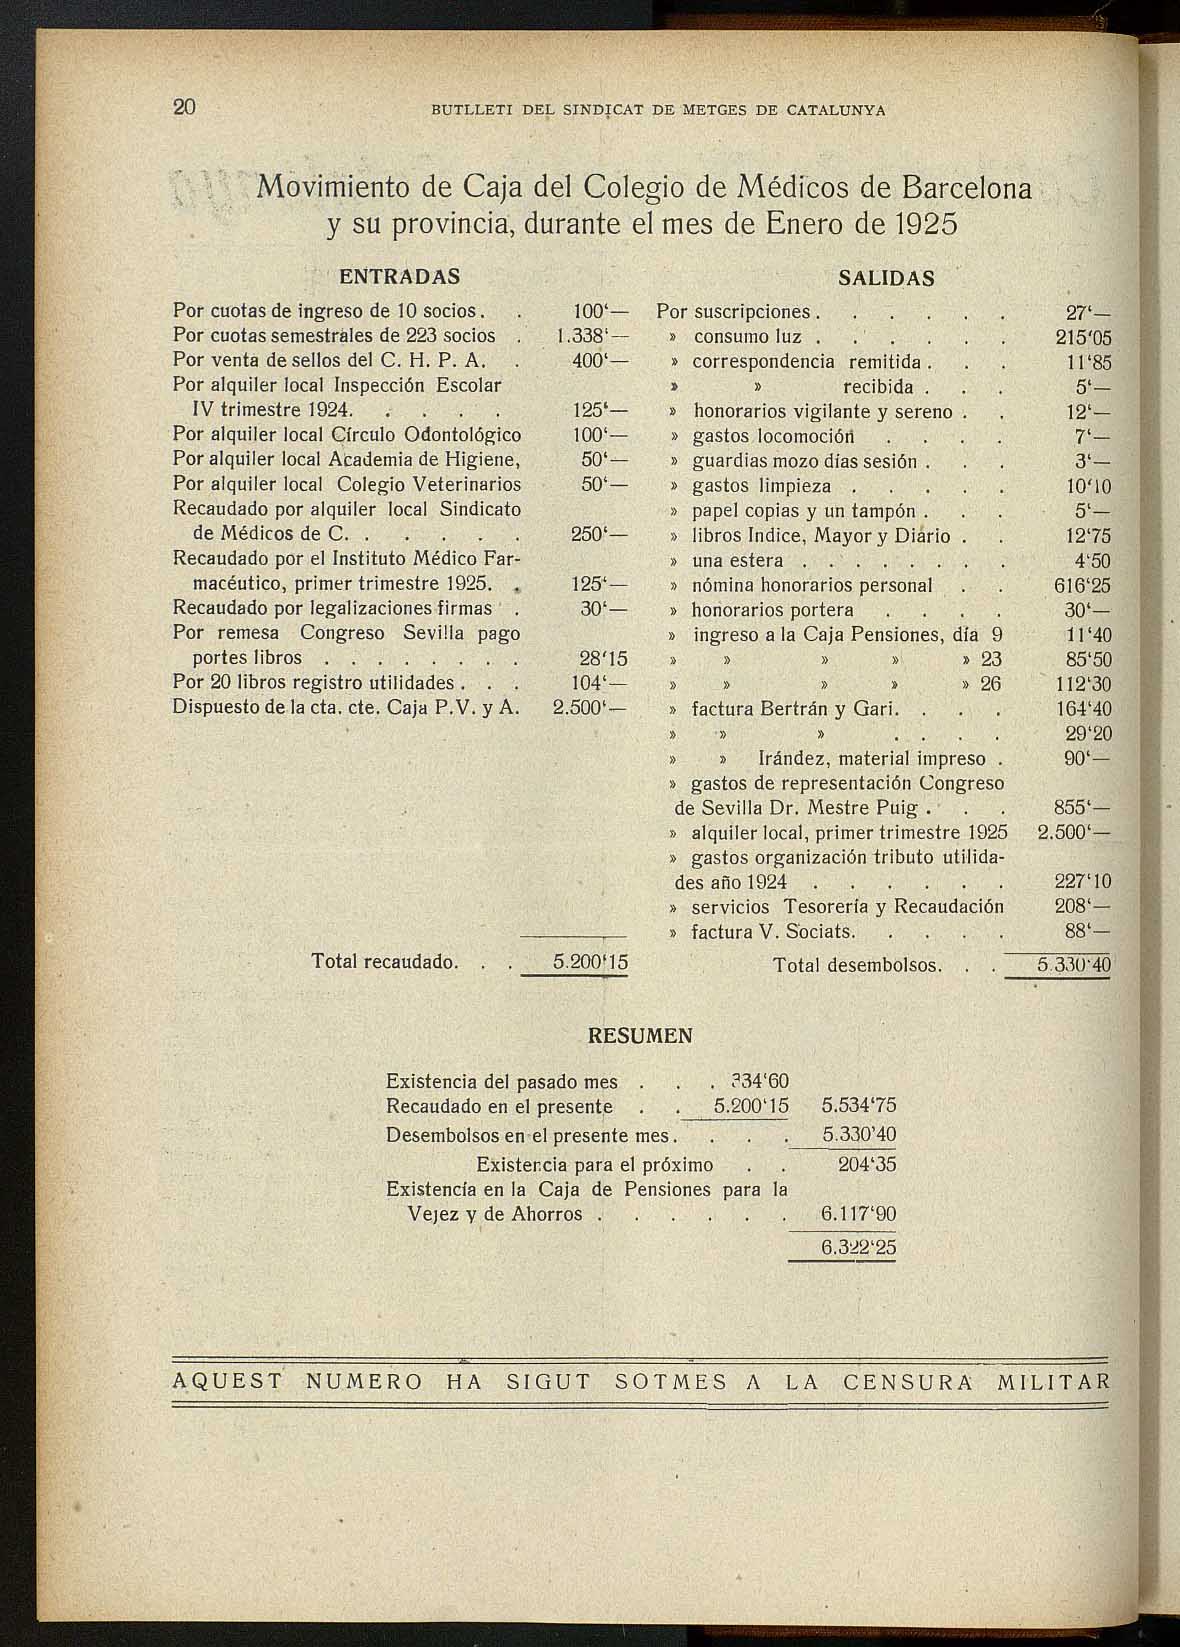 20
BUTLLETI DEL SINDICAT DE METGES DE CATALUNYA
Movimiento de Caja del Colegio de Médicos de Barcelona
y su provincia, durante el mes de Enero de 1925
ENTRADAS
Por cuotas de ingreso de 10 socios. . 100‘—
Por cuotas semestrales de 223 socios . 1.338‘—
Por venta de sellos del C. H. P. A. . 400‘—
Por alquiler local Inspección Escolar
IV trimestre 1924. . . . . 125‘—
Por alquiler local Círculo Odontológico 100‘—
Por alquiler local Academia de Higiene, 50‘—
Por alquiler local Colegio Veterinarios 50‘—
Recaudado por alquiler local Sindicato
de Médicos de C. . . . . . 250‘—
Recaudado por el Instituto Médico Far-
macéutico, primer trimestre 1925. . 125‘—
Recaudado por legalizaciones firmas . 30‘—
Por remesa Congreso Sevilla pago
portes libros . . . . . . . . 28‘15
Por 20 libros registro utilidades . . . 104‘—
Dispuesto de la cta. cte. Caja P.V. y A. 2.500‘—
Total recaudado. . . 5.200‘15
SALIDAS
Por suscripciones . . . . . . 27‘—
» consumo luz . . . . . . 215‘05
» correspondencia remitida . . . 11‘85
» » recibida . . . 5‘—
» honorarios vigilante y sereno . . 12‘—
» gastos locomoción . . . . 7‘—
» guardias mozo días sesión . . . 3‘—
» gastos limpieza . . . . . 10‘10
» papel copias y un tampón . . . 5‘—
» libros Indice, Mayor y Diario . . 12‘75
» una estera . . . . . . . . 4‘50
» nómina honorarios personal . . 616‘25
» honorarios portera . . . . 30‘—
» ingreso a la Caja Pensiones, día 9 11‘40
» » » » » 23 85‘50
» » » » » 26 112‘30
» factura Bertrán y Gari. . . . 164‘40
» » » . . . . 29‘20
» » Irández, material impreso . 90‘—
» gastos de representación Congreso
de Sevilla Dr. Mestre Puig . . . 855‘—
» alquiler local, primer trimestre 1925 2.500‘—
» gastos organización tributo utilida-
des año 1924 . . . . . . 227‘10
» servicios Tesorería y Recaudación 208‘—
» factura V. Sociats. . . . . 88‘—
Total desembolsos. . . 5.330‘40
RESUMEN
Existencia del pasado mes . . . 334‘60
Recaudado en el presente . . 5.200‘15 5.534‘75
Desembolsos en el presente mes. . . . 5.330’40
Existencia para el próximo . . 204‘35
Existencía en la Caja de Pensiones para la
Vejez y de Ahorros . . . . . . 6.117‘90
6.322‘25
AQUEST NUMERO HA SIGUT SOTMES A LA CENSURA MILITAR